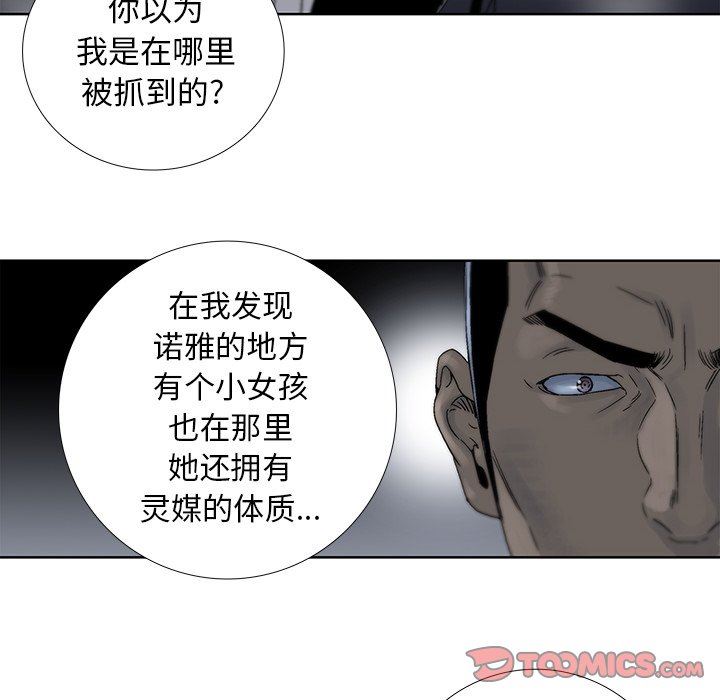 你以为
我是在哪里
被抓到的?
在我发现
诺雅的地方
有个小女孩
也在那里
她还拥有
灵媒的体质...
TOOMICS.COM